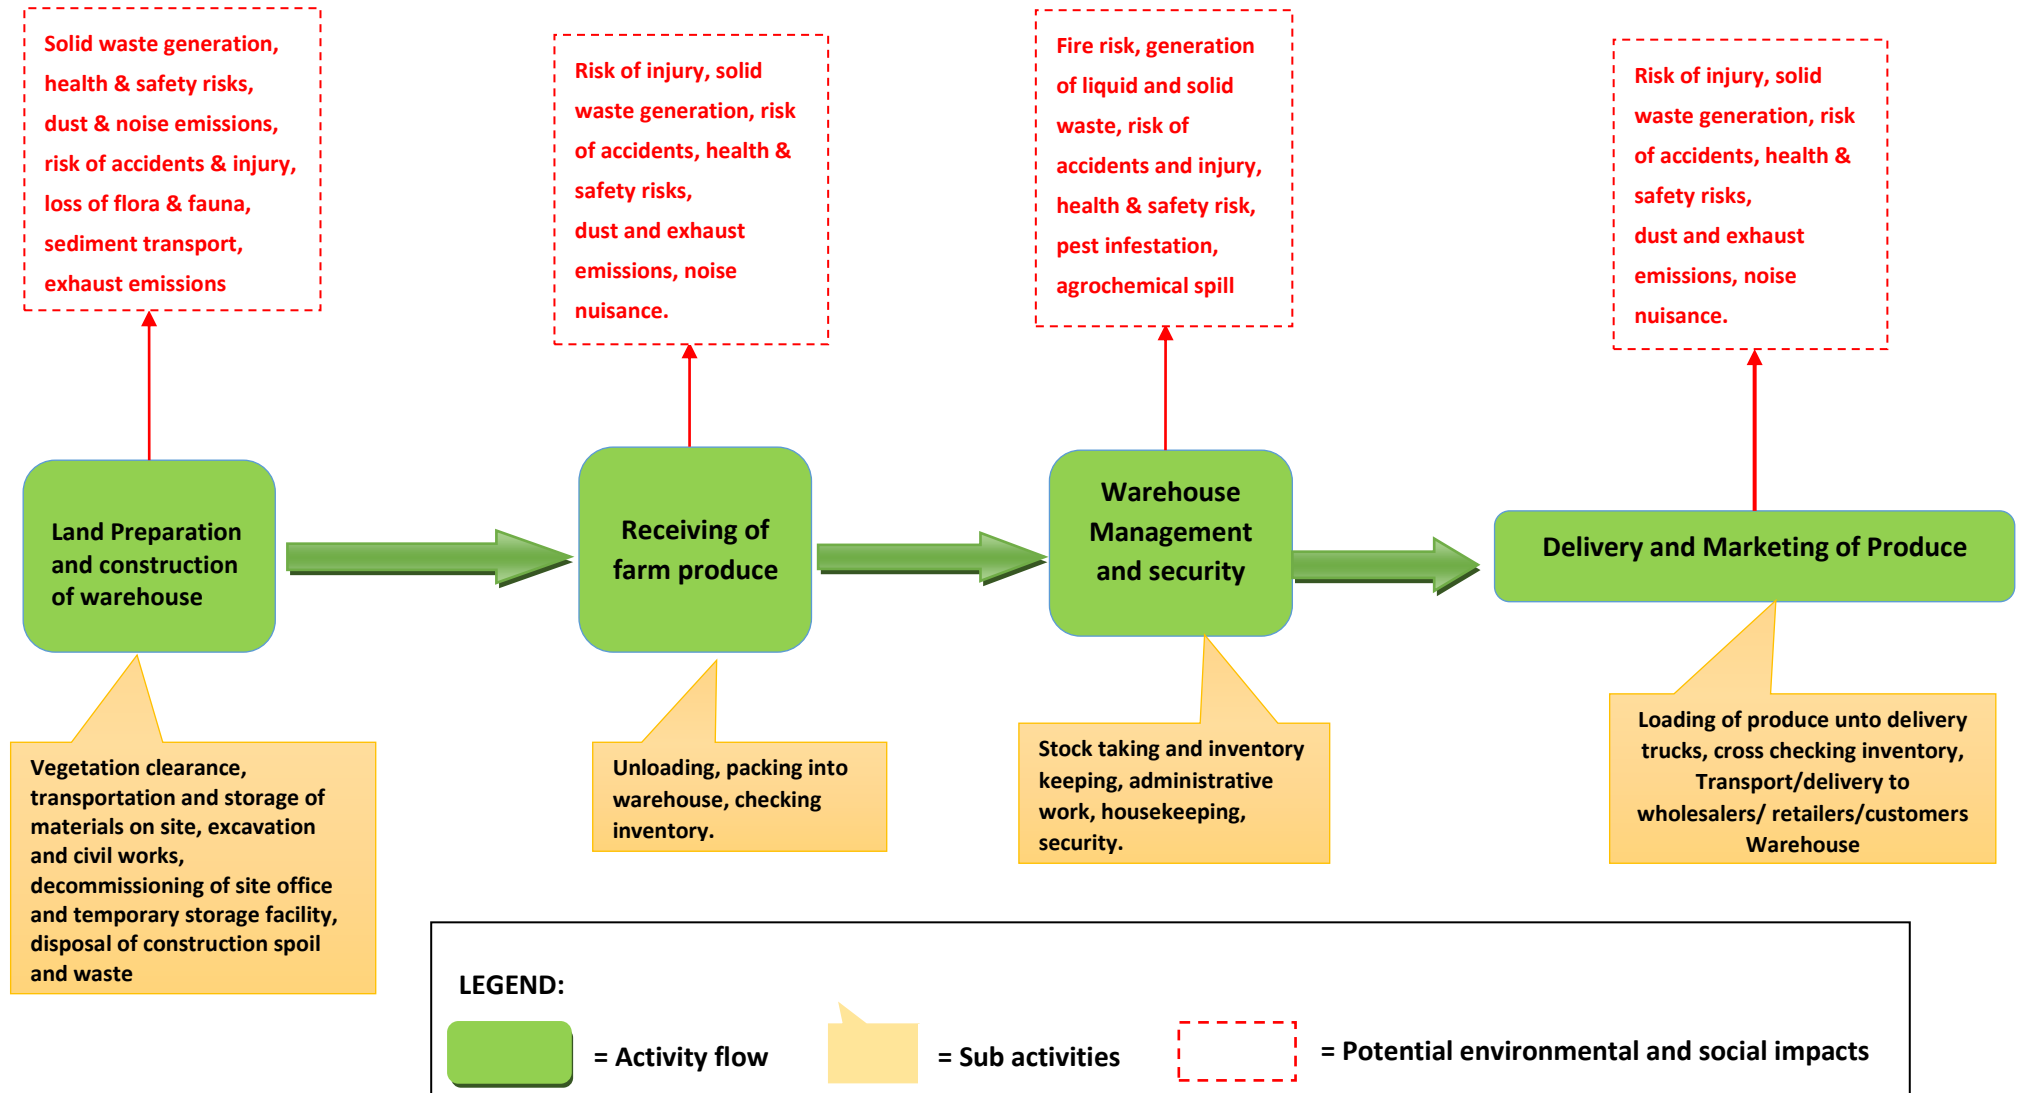 Solid waste generation,
health & safety risks,
dust & noise emissions,
risk of accidents & injury,
loss of flora & fauna,
sediment transport,
exhaust emissions
Risk of injury, solid
waste generation, risk
of accidents, health &
safety risks,
dust and exhaust
emissions, noise
nuisance.
Fire risk, generation
of liquid and solid
waste, risk of
accidents and injury,
health & safety risk,
pest infestation,
agrochemical spill
Risk of injury, solid
waste generation, risk
of accidents, health &
safety risks,
dust and exhaust
emissions, noise
nuisance.
Land Preparation
and construction
of warehouse
Receiving of
farm produce
Warehouse
Management
and security
Delivery and Marketing of Produce
Vegetation clearance,
transportation and storage of
materials on site, excavation
and civil works,
decommissioning of site office
and temporary storage facility,
disposal of construction spoil
and waste
Unloading, packing into
warehouse, checking
inventory.
Stock taking and inventory
keeping, administrative
work, housekeeping,
security.
Loading of produce unto delivery
trucks, cross checking inventory,
Transport/delivery to
wholesalers/ retailers/customers
Warehouse
LEGEND:
= Activity flow
= Sub activities
= Potential environmental and social impacts